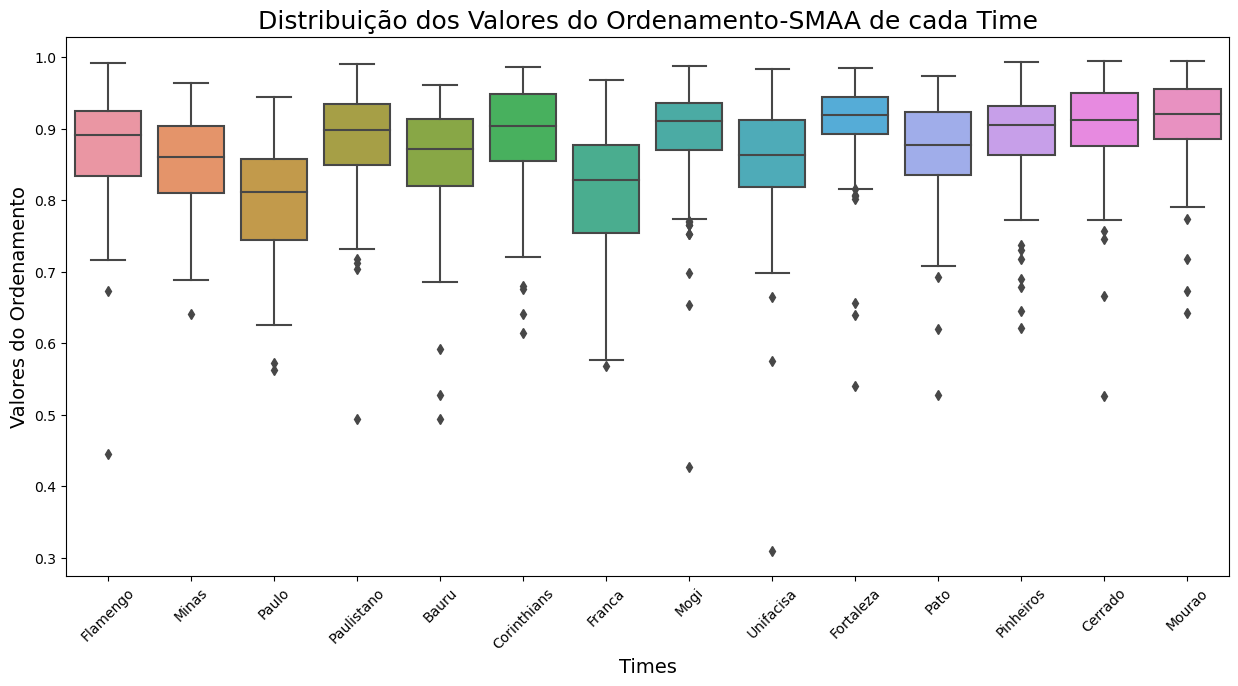 Distribuição dos Valores do Ordenamento-SMAA de cada Time
Valores do Ordenamento
1.0
0.9
0.8
0.7
0.6
0.5
0.4
0.3
Flamengo
Minas
Paulo
Paulistano
Bauru
Corinthians
Franca
Mogi
Unifacisa
Fortaleza
Pato
Pinheiros
Cerrado
Mourao
Times